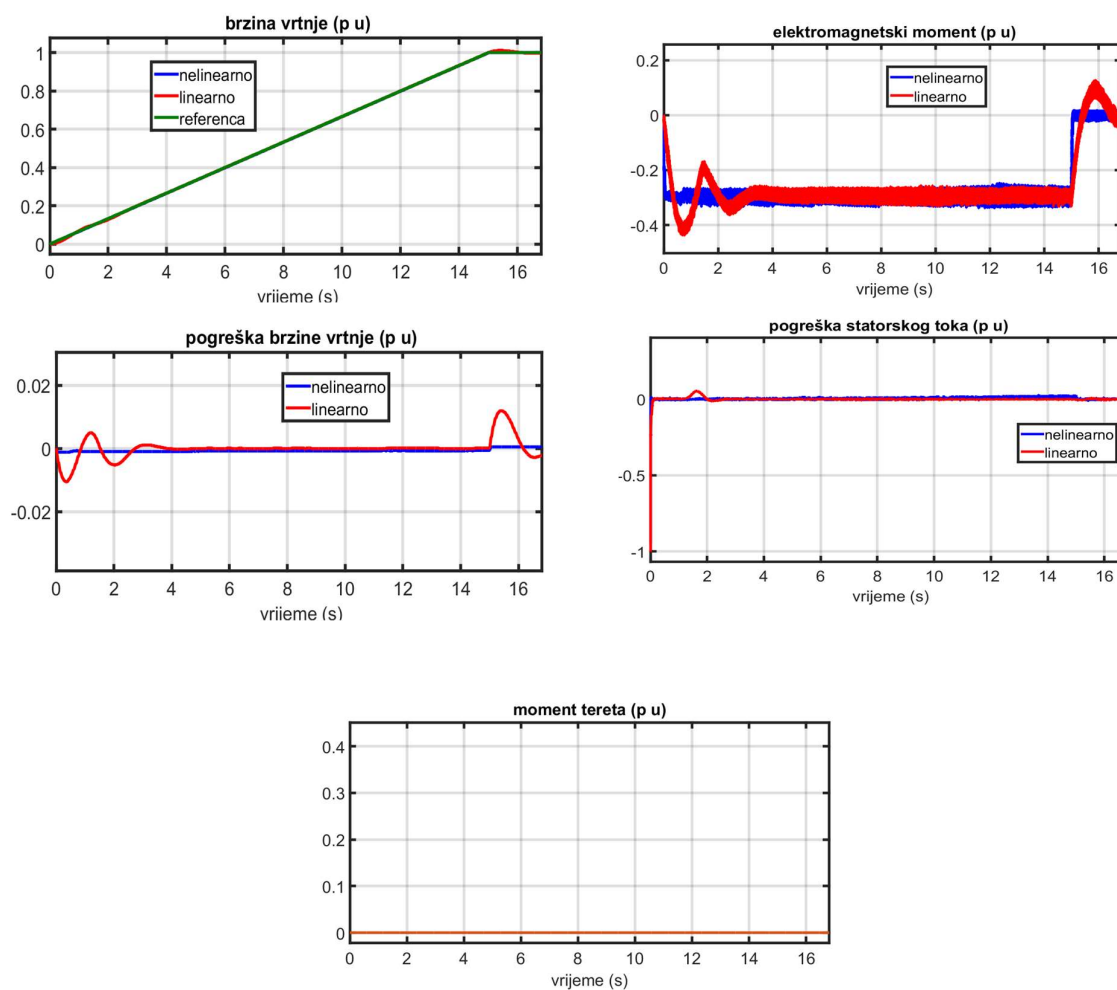 brzina vrtnje (p u)
1
0.8
0.6
0.4
0.2
0
nelinearno
linearno
referenca
0 2 4 6 8 10 12 14 16
vrijeme (s)
elektromagnetski moment (p u)
0.2
0
-0.2
-0.4
nelinearno
linearno
0 2 4 6 8 10 12 14 16
vrijeme (s)
pogreška brzine vrtnje (p u)
0.02
0
-0.02
nelinearno
linearno
0 2 4 6 8 10 12 14 16
vrijeme (s)
pogreška statorskog toka (p u)
0
-0.5
-1
nelinearno
linearno
0 2 4 6 8 10 12 14 16
vrijeme (s)
moment tereta (p u)
0.4
0.3
0.2
0.1
0
0 2 4 6 8 10 12 14 16
vrijeme (s)